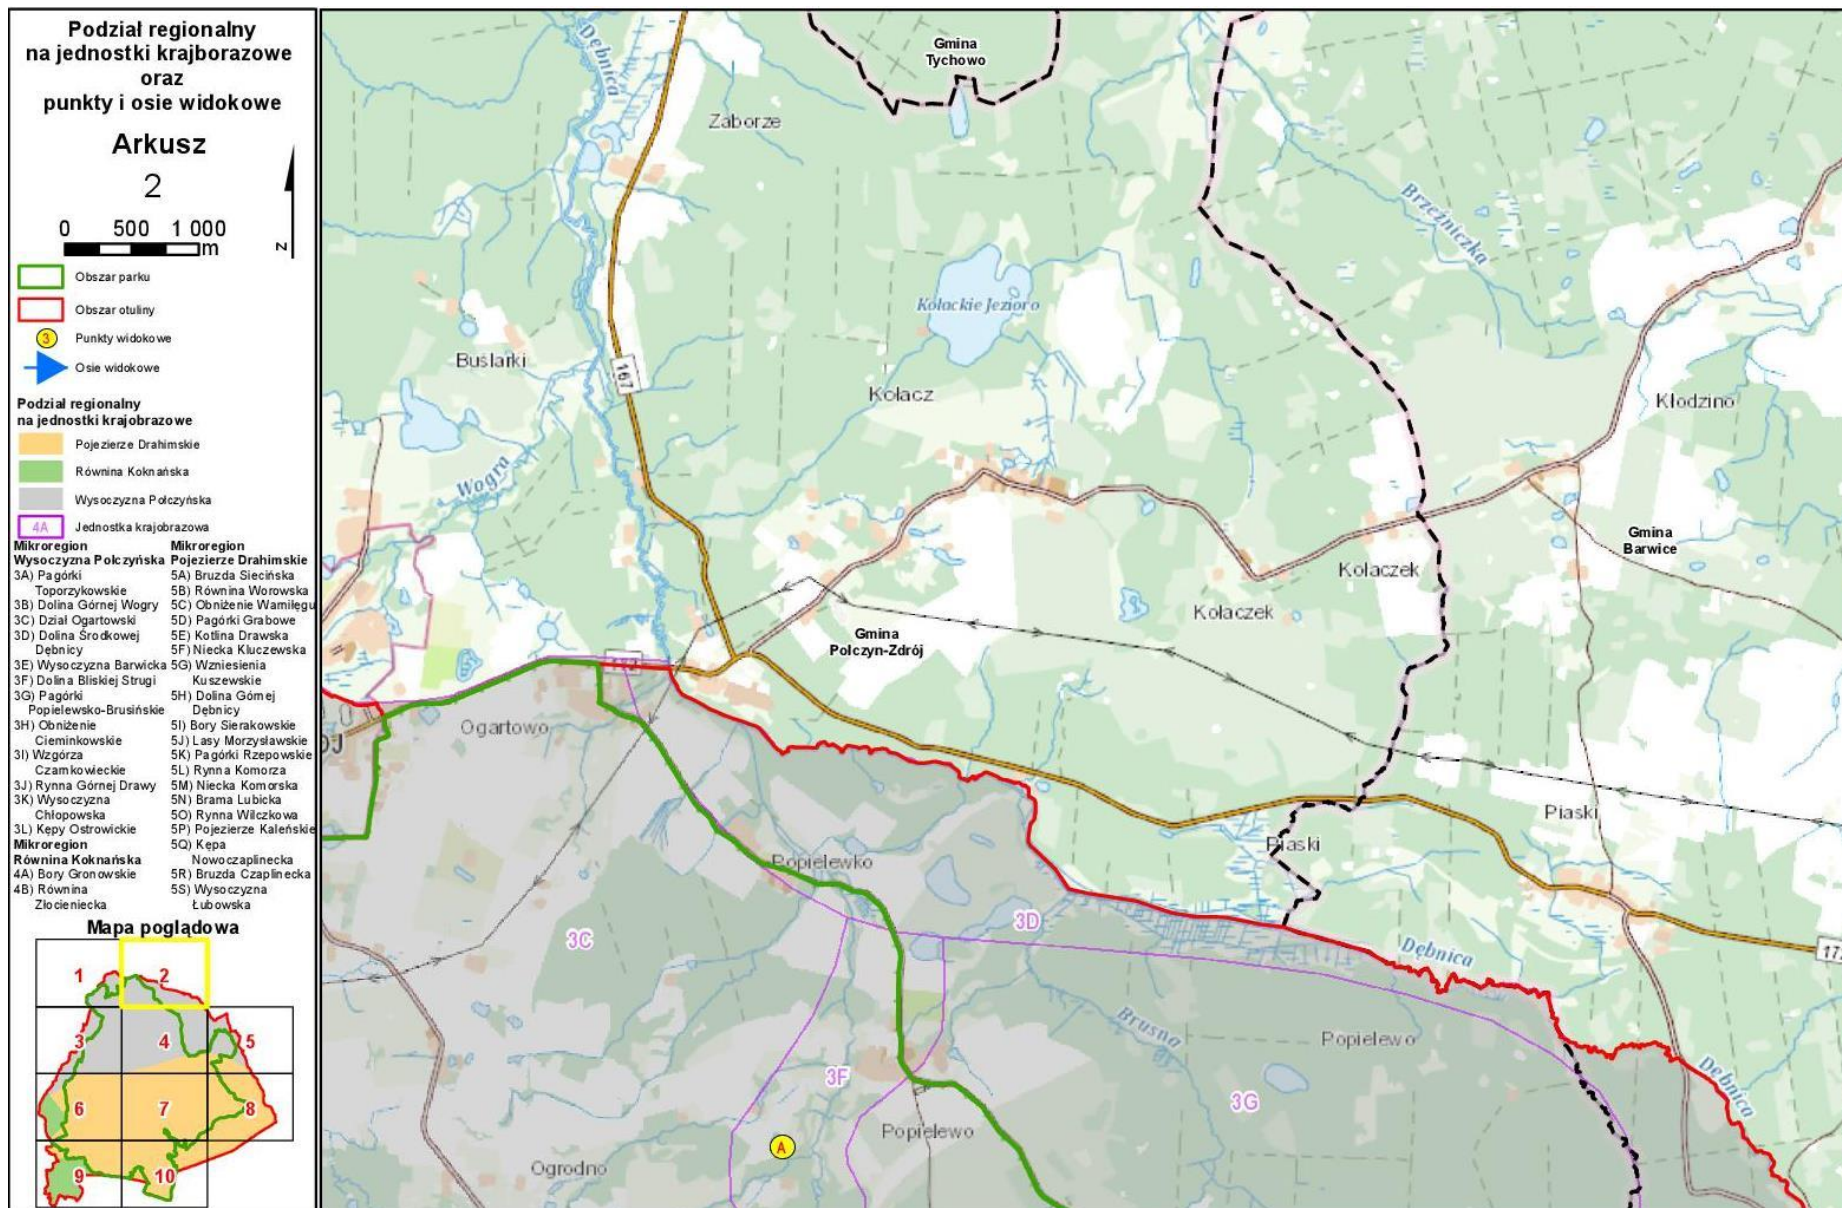 Podział regionalny
na jednostki krajborazowe
oraz
punkty i osie widokowe
Arkusz
2
0 500 1 000
m
N
Obszar parku
Obszar otuliny
3 Punkty widokowe
Osie widokowe
Podział regionalny
na jednostki krajobrazowe
Pojezierze Drahimskie
Równina Koknańska
Wysoczyzna Połczyńska
4A Jednostka krajobrazowa
Mikroregion
Wysoczyzna Połczyńska
3A) Pagórki
Toporzykowskie
3B) Dolina Górnej Wogry
3C) Dział Ogartowski
3D) Dolina Środkowej
Dębnicy
3E) Wysoczyzna Barwicka
3F) Dolina Bliskiej Strugi
3G) Pagórki
Popielewsko-Brusińskie
3H) Obniżenie
Cieminkowskie
3I) Wzgórza
Czarnkowieckie
3J) Rynna Górnej Drawy
3K) Wysoczyzna
Chłopowska
3L) Kępy Ostrowickie
Mikroregion
Równina Koknańska
4A) Bory Gronowskie
4B) Równina
Złocieniecka
Mikroregion
Pojezierze Drahimskie
5A) Bruzda Siecińska
5B) Równina Worowska
5C) Obniżenie Wamilęgu
5D) Pagórki Grabowe
5E) Kotlina Drawska
5F) Niecka Kluczewska
5G) Wzniesienia
Kuszewskie
5H) Dolina Górnej
Dębnicy
5I) Bory Sierakowskie
5J) Lasy Morzysławskie
5K) Pagórki Rzepowskie
5L) Rynna Komorza
5M) Niecka Komorska
5N) Brama Lubicka
5O) Rynna Wilczkowa
5P) Pojezierze Kaleńskie
5Q) Kępa
Nowoczaplinecka
5R) Bruzda Czaplinecka
5S) Wysoczyzna
Łubowska
Mapa poglądowa
1 2
3 4 5
6 7 8
9 10
Dębnica
Gmina
Tychowo
Zaborze
Brzeźniczka
Kołackie Jezioro
Buślarki
167
Kołacz
Kłodzino
Wogra
Gmina
Barwice
Kołaczek
Kołaczek
Gmina
Połczyn-Zdrój
Ogartowo
Piaski
Piaski
Popielewko
3C
3D
Dębnica
Brusna
Popielewo
3F
3G
Dębnica
Popielewo
A
Ogrodno